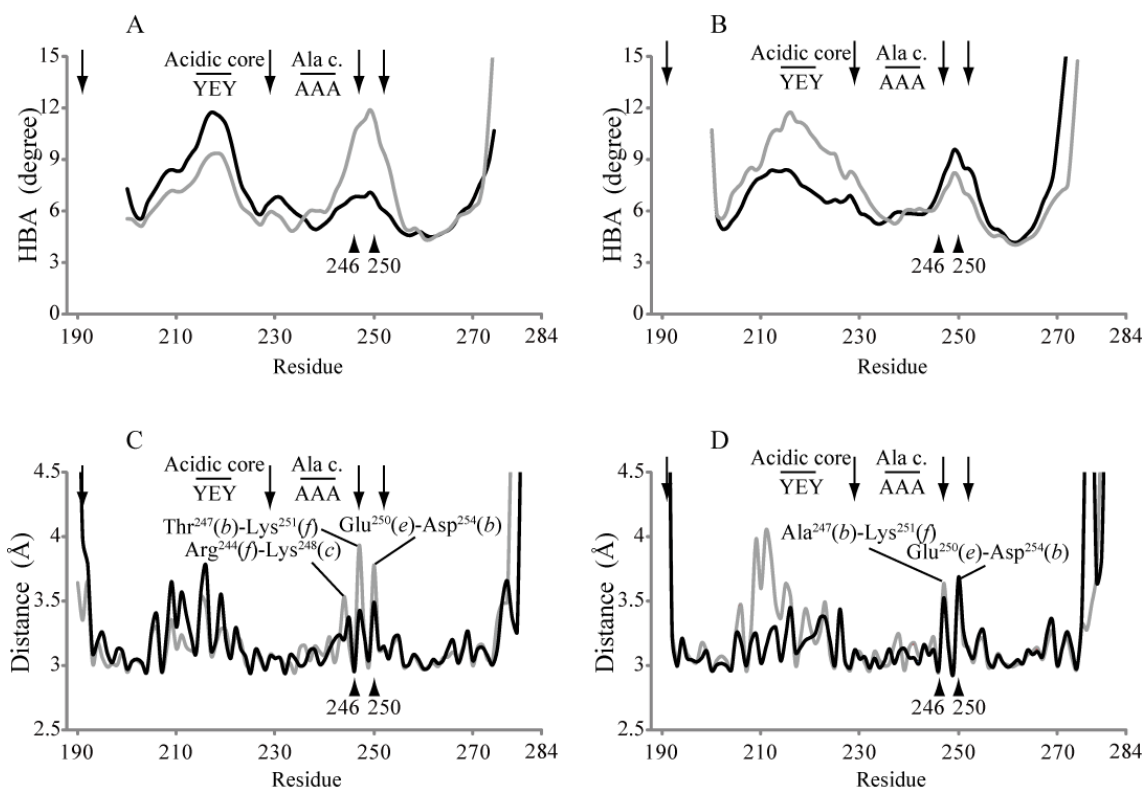 A
Acidic core Ala c.
YEY AAA
HBA (degree)
15
12
9
6
3
0
246 250
190 210 230 250 270 284
Residue
B
Acidic core Ala c.
YEY AAA
HBA (degree)
15
12
9
6
3
0
246 250
190 210 230 250 270 284
Residue
C
Acidic core Ala c.
YEY AAA
Thr²⁴⁷(b)-Lys²⁵¹(f) Glu²⁵⁰(e)-Asp²⁵⁴(b)
Arg²⁴⁴(f)-Lys²⁴⁸(c)
Distance (Å)
4.5
4
3.5
3
2.5
246 250
190 210 230 250 270 284
Residue
D
Acidic core Ala c.
YEY AAA
Ala²⁴⁷(b)-Lys²⁵¹(f)
Glu²⁵⁰(e)-Asp²⁵⁴(b)
Distance (Å)
4.5
4
3.5
3
2.5
246 250
190 210 230 250 270 284
Residue